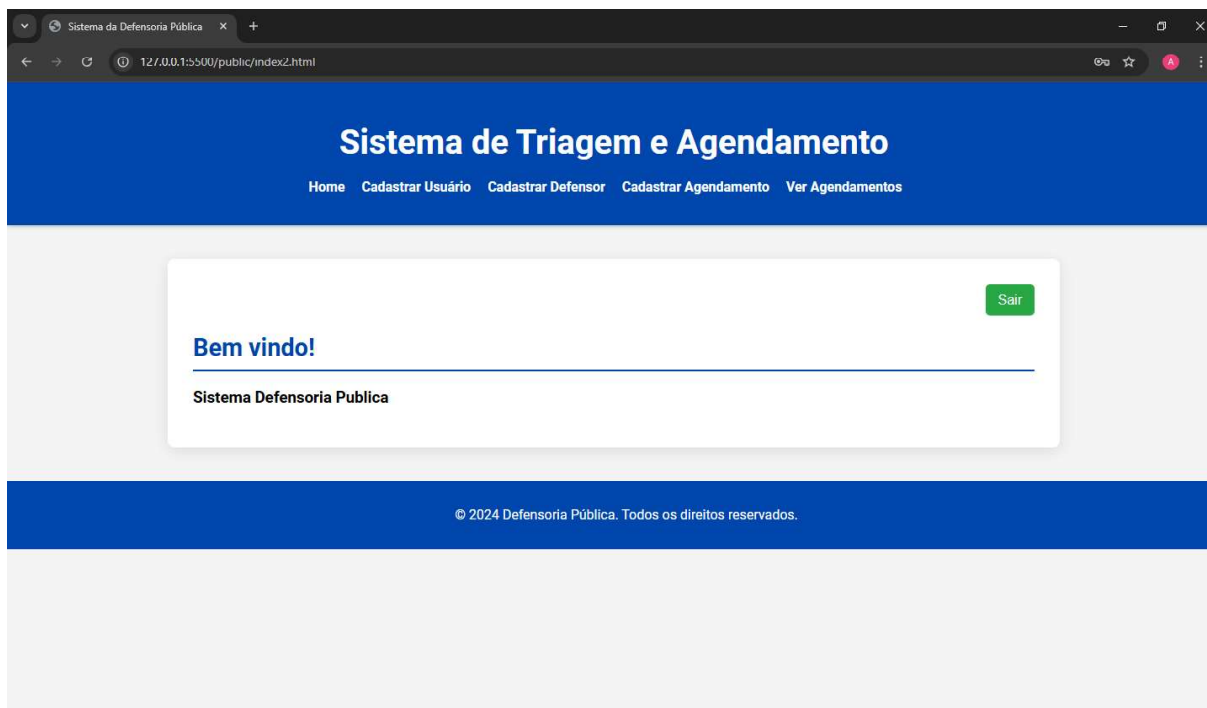 Sistema da Defensoria Pública
127.0.0.1:5500/public/index2.html
A
Sistema de Triagem e Agendamento
Home Cadastrar Usuário Cadastrar Defensor Cadastrar Agendamento Ver Agendamentos
Sair
Bem vindo!
Sistema Defensoria Publica
© 2024 Defensoria Pública. Todos os direitos reservados.